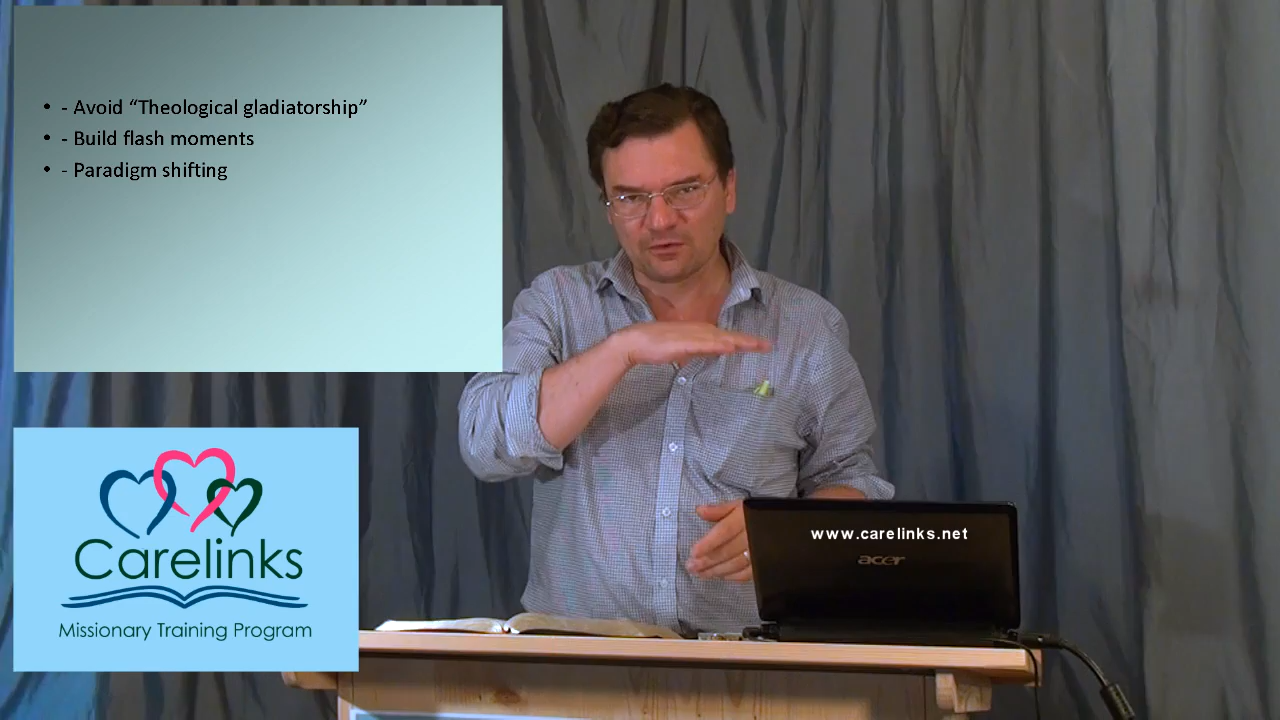 • - Avoid “Theological gladiatorship”
• - Build flash moments
• - Paradigm shifting
Carelinks
Missionary Training Program
www.carelinks.net
acer